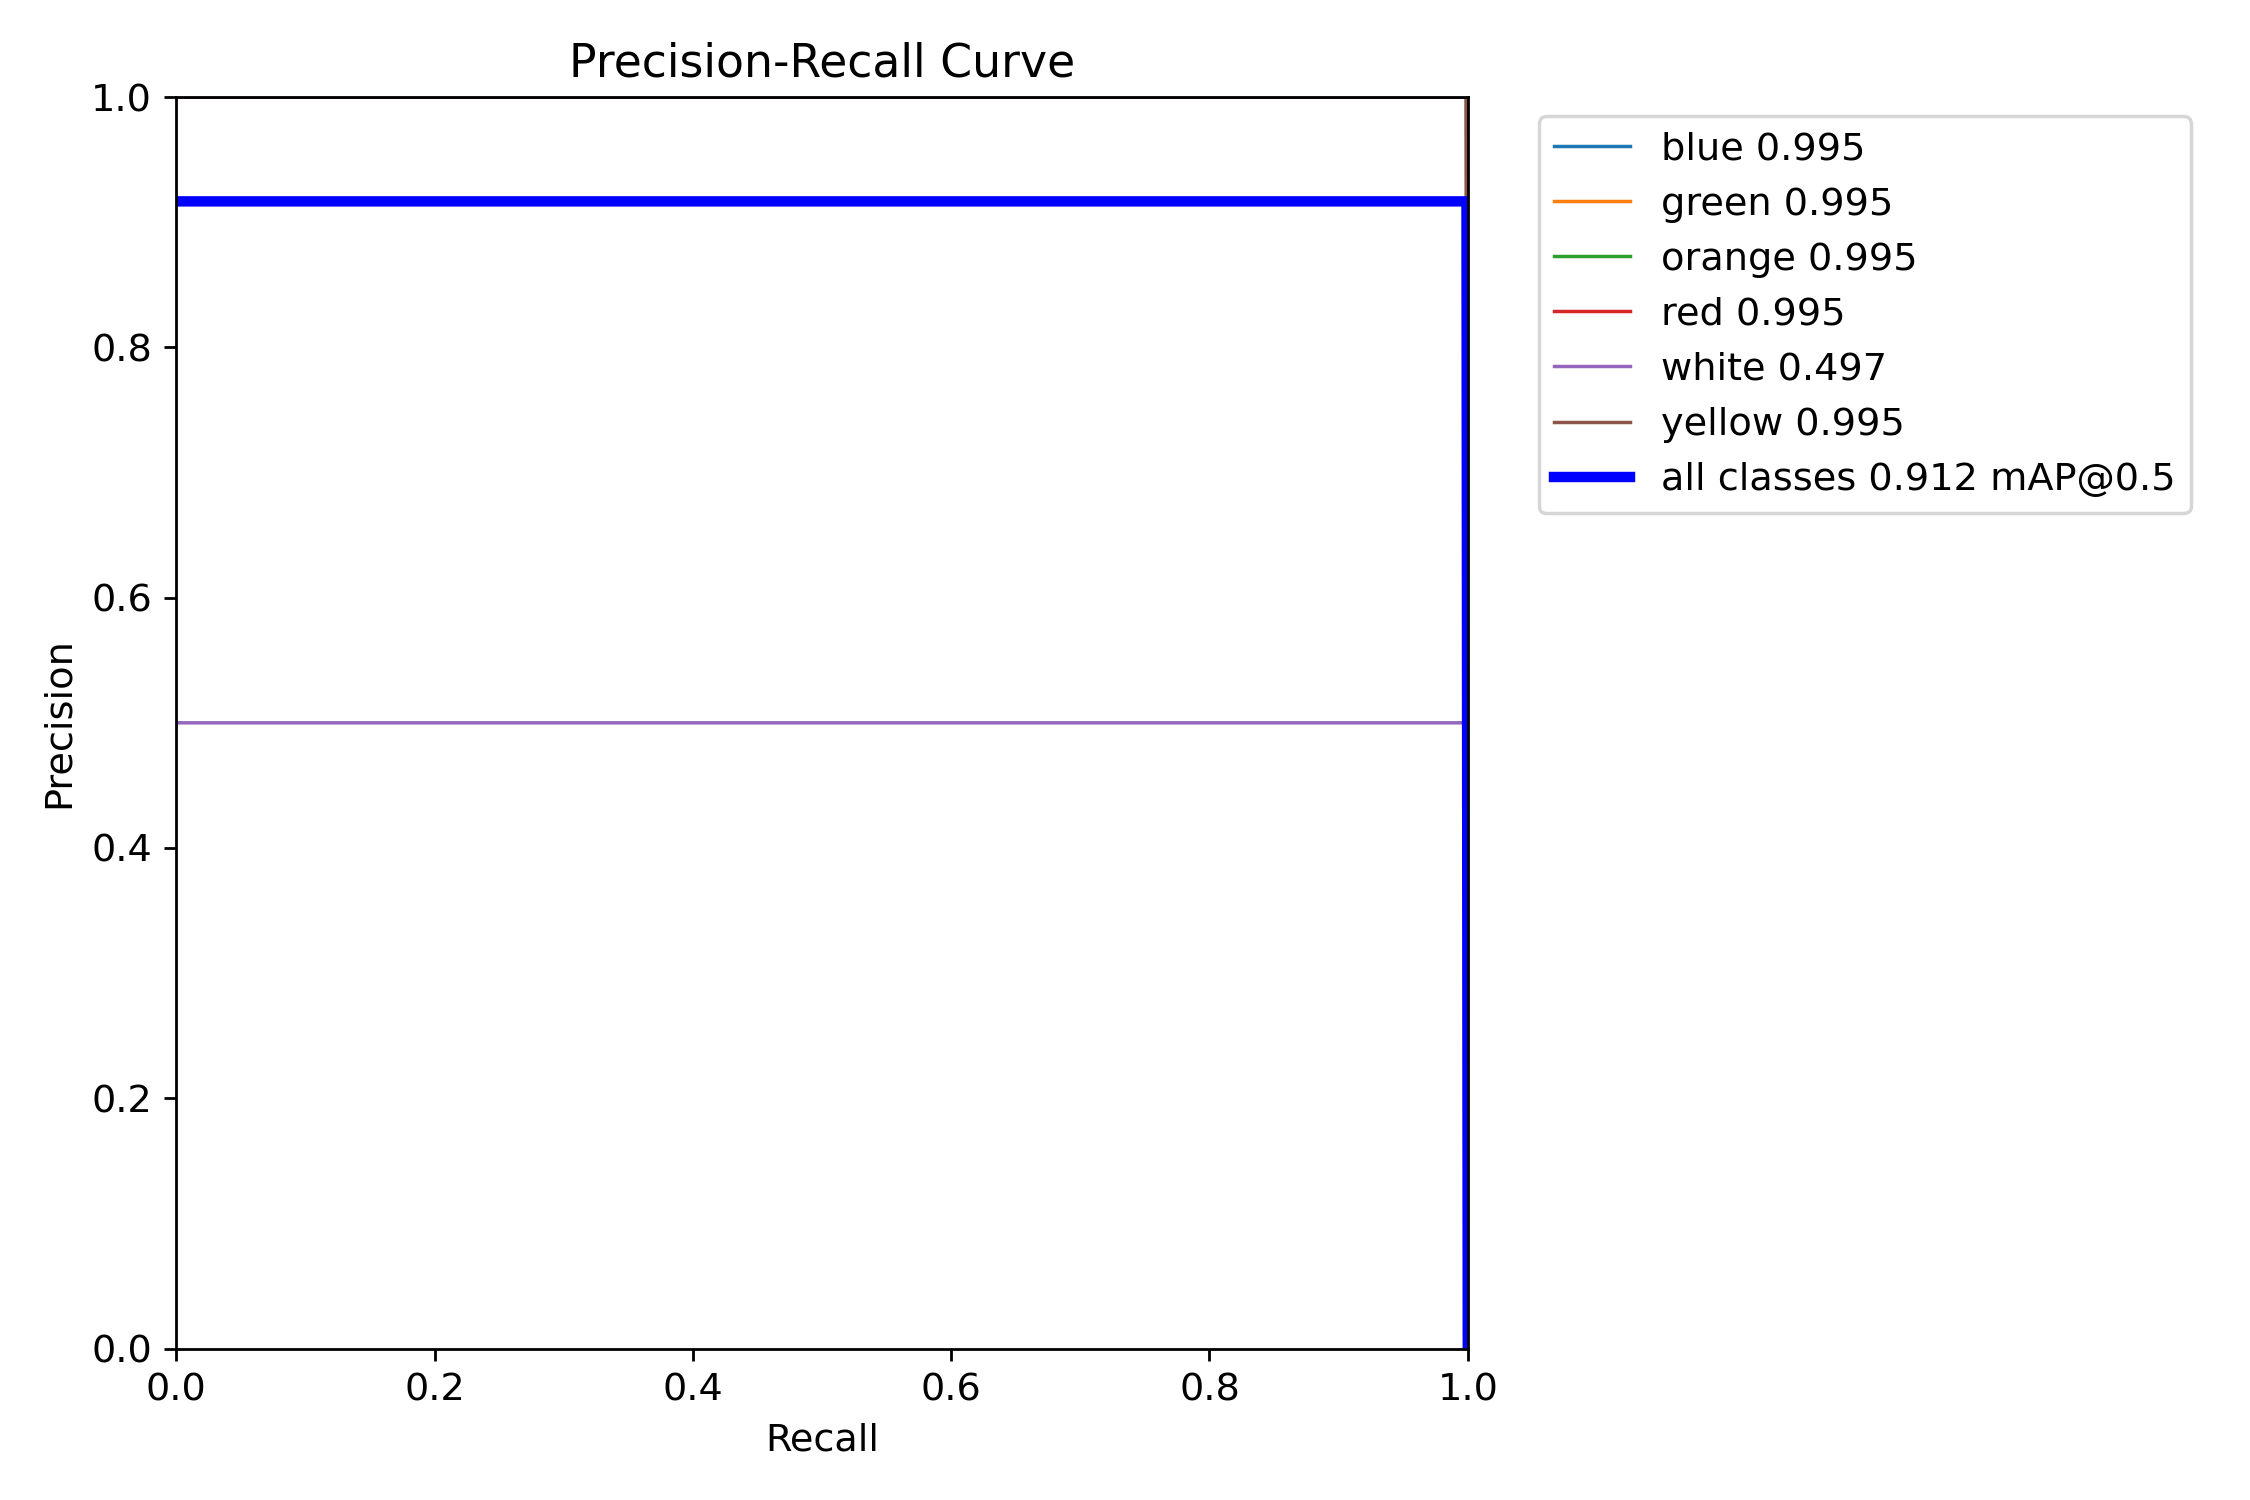 Precision-Recall Curve
1.0
0.8
0.6
0.4
0.2
0.0
Precision
0.0 0.2 0.4 0.6 0.8 1.0
Recall
blue 0.995
green 0.995
orange 0.995
red 0.995
white 0.497
yellow 0.995
all classes 0.912 mAP@0.5